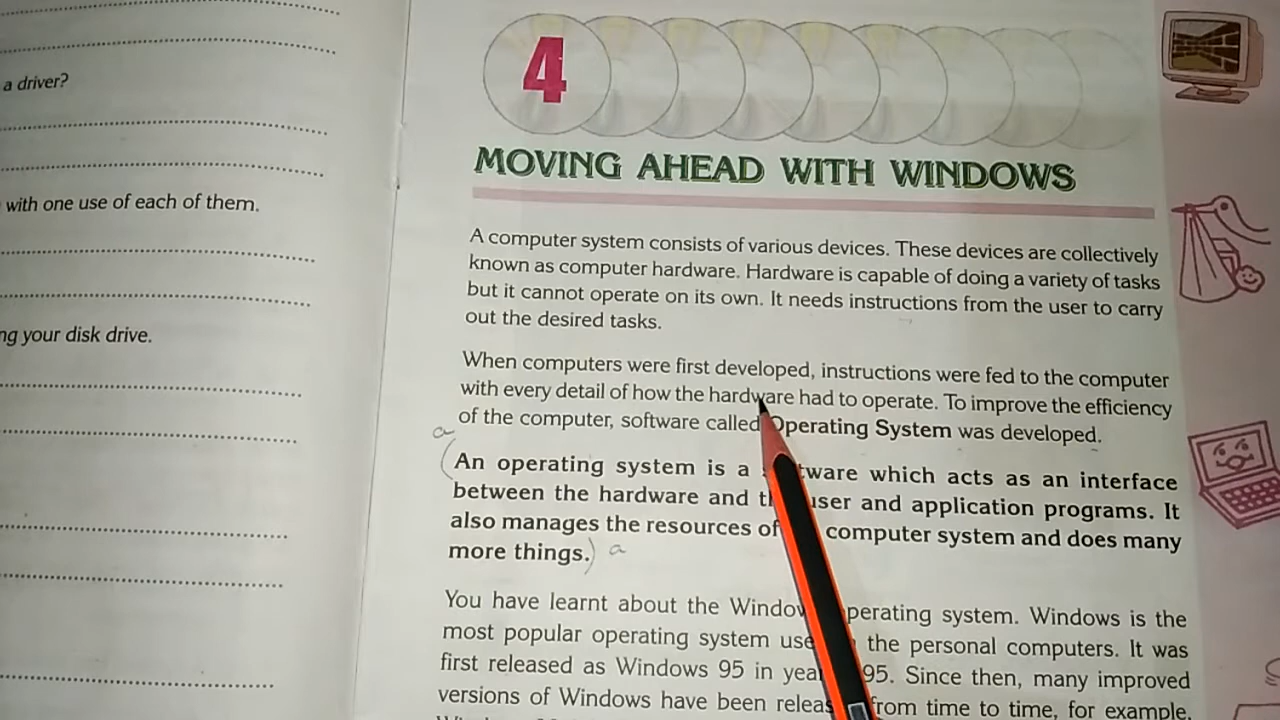 a driver?
with one use of each of them.
ng your disk drive.
4
MOVING AHEAD WITH WINDOWS
A computer system consists of various devices. These devices are collectively
known as computer hardware. Hardware is capable of doing a variety of tasks
but it cannot operate on its own. It needs instructions from the user to carry
out the desired tasks.
When computers were first developed, instructions were fed to the computer
with every detail of how the hardware had to operate. To improve the efficiency
of the computer, software called Operating System was developed.
a
(An operating system is a tware which acts as an interface
between the hardware and th user and application programs. It
also manages the resources of computer system and does many
more things.) a
You have learnt about the Window perating system. Windows is the
most popular operating system use the personal computers. It was
first released as Windows 95 in yea 95. Since then, many improved
versions of Windows have been releas from time to time, for example,